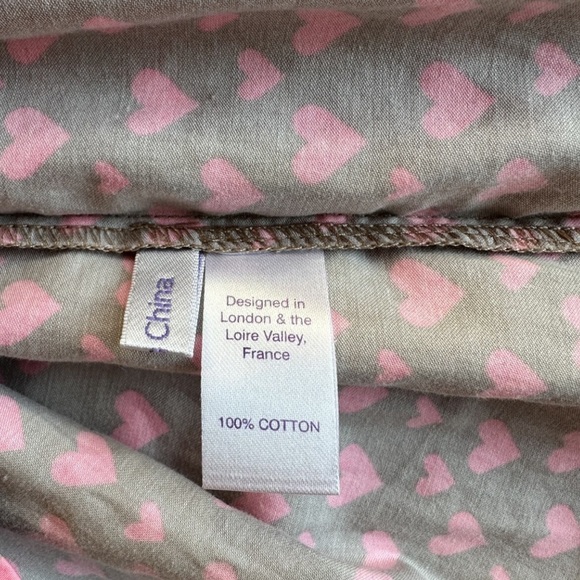 China
Designed in
London & the
Loire Valley,
France
100% COTTON